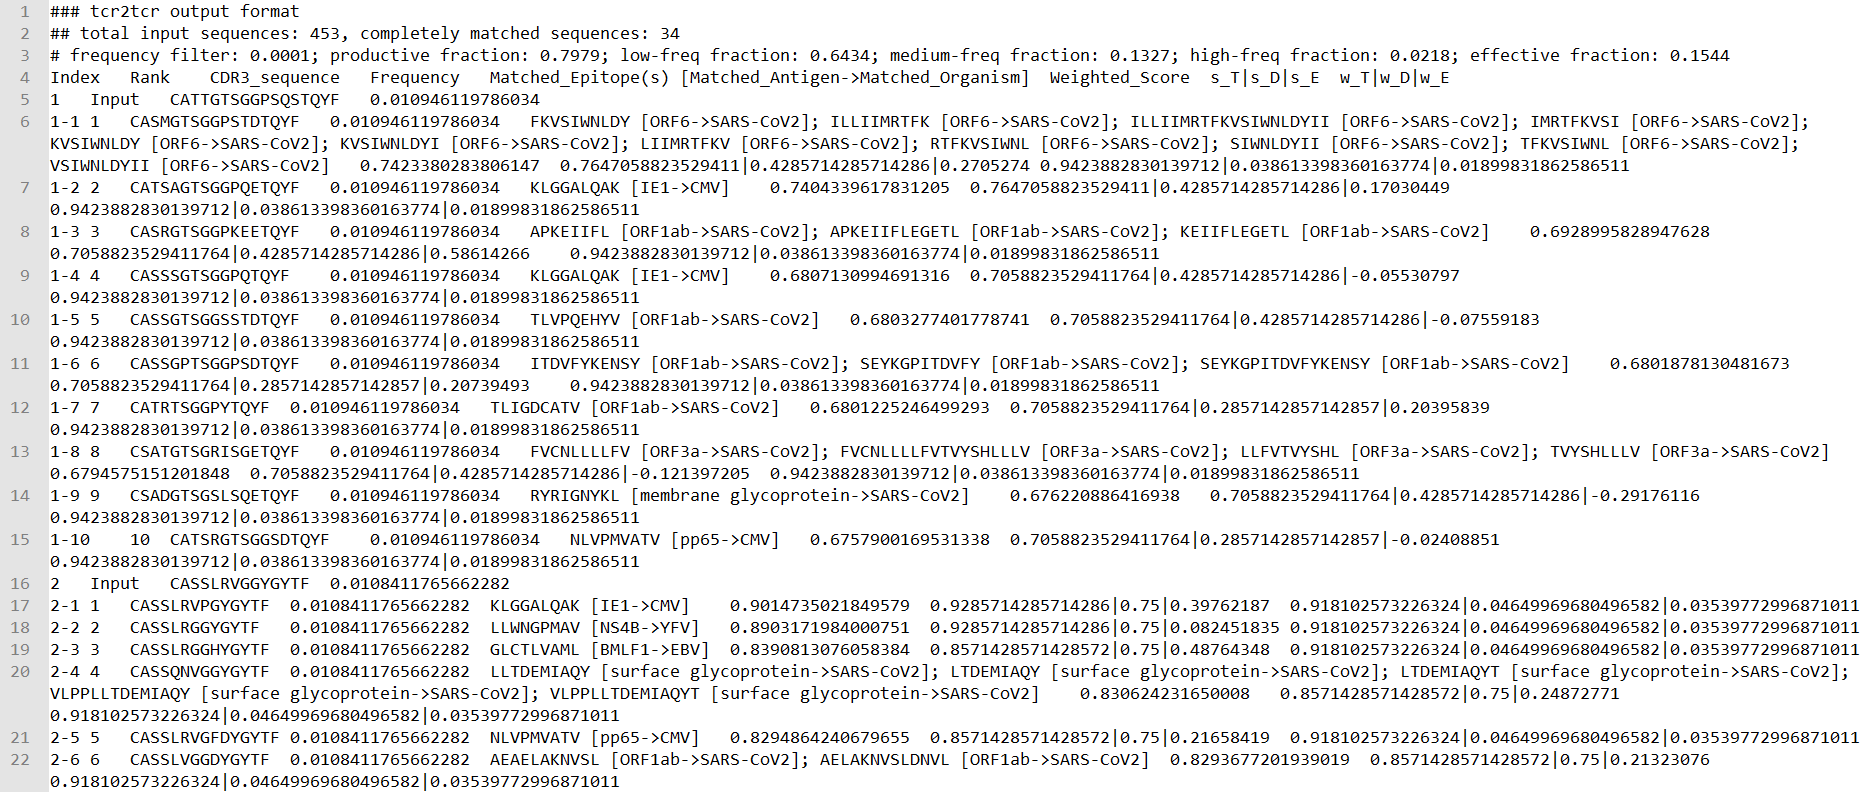 1 ### tcr2tcr output format
2 ## total input sequences: 453, completely matched sequences: 34
3 # frequency filter: 0.0001; productive fraction: 0.7979; low-freq fraction: 0.6434; medium-freq fraction: 0.1327; high-freq fraction: 0.0218; effective fraction: 0.1544
4 Index Rank CDR3_sequence Frequency Matched_Epitope(s) [Matched_Antigen->Matched_Organism] Weighted_Score s_T|s_D|s_E w_T|w_D|w_E
5 1 Input CATTGTSGGPSQSTQYF 0.010946119786034
6 1-1 1 CASMGTSGGPSTDTQYF 0.010946119786034 FKVSIWNLDY [ORF6->SARS-CoV2]; ILLIIMRTFK [ORF6->SARS-CoV2]; ILLIIMRTFKVSIWNLDYII [ORF6->SARS-CoV2]; IMRTFKVSI [ORF6->SARS-CoV2];
KVSIWNLDY [ORF6->SARS-CoV2]; KVSIWNLDYI [ORF6->SARS-CoV2]; LIIMRTFKV [ORF6->SARS-CoV2]; RTFKVSIWNL [ORF6->SARS-CoV2]; SIWNLDYII [ORF6->SARS-CoV2]; TFKVSIWNL [ORF6->SARS-CoV2];
VSIWNLDYII [ORF6->SARS-CoV2] 0.7423380283806147 0.7647058823529411|0.4285714285714286|0.2705274 0.9423882830139712|0.038613398360163774|0.01899831862586511
7 1-2 2 CATSAGTSGGPQETQYF 0.010946119786034 KLGGALQAK [IE1->CMV] 0.7404339617831205 0.7647058823529411|0.4285714285714286|0.17030449
0.9423882830139712|0.038613398360163774|0.01899831862586511
8 1-3 3 CASRGTSGGPKEETQYF 0.010946119786034 APKEIIFL [ORF1ab->SARS-CoV2]; APKEIIFLEGETL [ORF1ab->SARS-CoV2]; KEIIFLEGETL [ORF1ab->SARS-CoV2] 0.6928995828947628
0.7058823529411764|0.4285714285714286|0.58614266 0.9423882830139712|0.038613398360163774|0.01899831862586511
9 1-4 4 CASSSGTSGGPQTQYF 0.010946119786034 KLGGALQAK [IE1->CMV] 0.6807130994691316 0.7058823529411764|0.4285714285714286|-0.05530797
0.9423882830139712|0.038613398360163774|0.01899831862586511
10 1-5 5 CASSGTSGGSSTDTQYF 0.010946119786034 TLVPQEHYV [ORF1ab->SARS-CoV2] 0.6803277401778741 0.7058823529411764|0.4285714285714286|-0.07559183
0.9423882830139712|0.038613398360163774|0.01899831862586511
11 1-6 6 CASSGPTSGGPSDTQYF 0.010946119786034 ITDVFYKENSY [ORF1ab->SARS-CoV2]; SEYKGPITDVFY [ORF1ab->SARS-CoV2]; SEYKGPITDVFYKENSY [ORF1ab->SARS-CoV2] 0.6801878130481673
0.7058823529411764|0.2857142857142857|0.20739493 0.9423882830139712|0.038613398360163774|0.01899831862586511
12 1-7 7 CATRTSGGPYTQYF 0.010946119786034 TLIGDCATV [ORF1ab->SARS-CoV2] 0.6801225246499293 0.7058823529411764|0.2857142857142857|0.20395839
0.9423882830139712|0.038613398360163774|0.01899831862586511
13 1-8 8 CSATGTSGRISGETQYF 0.010946119786034 FVCNLLLLFV [ORF3a->SARS-CoV2]; FVCNLLLLFVTVYSHLLLV [ORF3a->SARS-CoV2]; LLFVTVYSHL [ORF3a->SARS-CoV2]; TVYSHLLLV [ORF3a->SARS-CoV2]
0.6794575151201848 0.7058823529411764|0.4285714285714286|-0.121397205 0.9423882830139712|0.038613398360163774|0.01899831862586511
14 1-9 9 CSADGTSGSLSQETQYF 0.010946119786034 RYRIGNYKL [membrane glycoprotein->SARS-CoV2] 0.676220886416938 0.7058823529411764|0.4285714285714286|-0.29176116
0.9423882830139712|0.038613398360163774|0.01899831862586511
15 1-10 10 CATSRGTSGGSDTQYF 0.010946119786034 NLVPMVATV [pp65->CMV] 0.6757900169531338 0.7058823529411764|0.2857142857142857|-0.02408851
0.9423882830139712|0.038613398360163774|0.01899831862586511
16 2 Input CASSLRVGGYGYTF 0.0108411765662282
17 2-1 1 CASSLRVPGYGYTF 0.0108411765662282 KLGGALQAK [IE1->CMV] 0.9014735021849579 0.9285714285714286|0.75|0.39762187 0.918102573226324|0.04649969680496582|0.03539772996871011
18 2-2 2 CASSLRGGYGYTF 0.0108411765662282 LLWNGPMAV [NS4B->YFV] 0.8903171984000751 0.9285714285714286|0.75|0.082451835 0.918102573226324|0.04649969680496582|0.03539772996871011
19 2-3 3 CASSLRGGHYGYTF 0.0108411765662282 GLCTLVAML [BMLF1->EBV] 0.8390813076058384 0.8571428571428572|0.75|0.48764348 0.918102573226324|0.04649969680496582|0.03539772996871011
20 2-4 4 CASSQNVGGYGYTF 0.0108411765662282 LLTDEMIAQY [surface glycoprotein->SARS-CoV2]; LTDEMIAQY [surface glycoprotein->SARS-CoV2]; LTDEMIAQYT [surface glycoprotein->SARS-CoV2];
VLPPLLTDEMIAQY [surface glycoprotein->SARS-CoV2]; VLPPLLTDEMIAQYT [surface glycoprotein->SARS-CoV2] 0.830624231650008 0.8571428571428572|0.75|0.24872771
0.918102573226324|0.04649969680496582|0.03539772996871011
21 2-5 5 CASSLRVGFDYGYTF 0.0108411765662282 NLVPMVATV [pp65->CMV] 0.8294864240679655 0.8571428571428572|0.75|0.21658419 0.918102573226324|0.04649969680496582|0.03539772996871011
22 2-6 6 CASSLVGGDYGYTF 0.0108411765662282 AEAELAKNVSL [ORF1ab->SARS-CoV2]; AELAKNVSLDNVL [ORF1ab->SARS-CoV2] 0.8293677201939019 0.8571428571428572|0.75|0.21323076
0.918102573226324|0.04649969680496582|0.03539772996871011